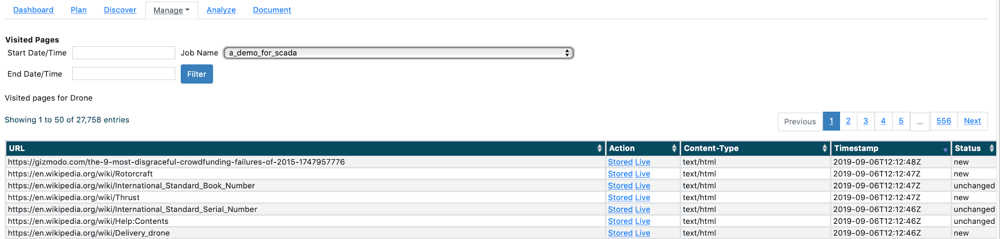 Dashboard Plan Discover Manage Analyze Document
Visited Pages
Start Date/Time Job Name a_demo_for_scada
End Date/Time Filter
Visited pages for Drone
Showing 1 to 50 of 27,758 entries Previous 1 2 3 4 5 ... 556 Next
URL Action Content-Type Timestamp Status
https://gizmodo.com/the-9-most-disgraceful-crowdfunding-failures-of-2015-1747957776 Stored Live text/html 2019-09-06T12:12:48Z new
https://en.wikipedia.org/wiki/Rotorcraft Stored Live text/html 2019-09-06T12:12:47Z new
https://en.wikipedia.org/wiki/International_Standard_Book_Number Stored Live text/html 2019-09-06T12:12:47Z unchanged
https://en.wikipedia.org/wiki/Thrust Stored Live text/html 2019-09-06T12:12:47Z new
https://en.wikipedia.org/wiki/International_Standard_Serial_Number Stored Live text/html 2019-09-06T12:12:46Z unchanged
https://en.wikipedia.org/wiki/Help:Contents Stored Live text/html 2019-09-06T12:12:46Z unchanged
https://en.wikipedia.org/wiki/Delivery_drone Stored Live text/html 2019-09-06T12:12:46Z new